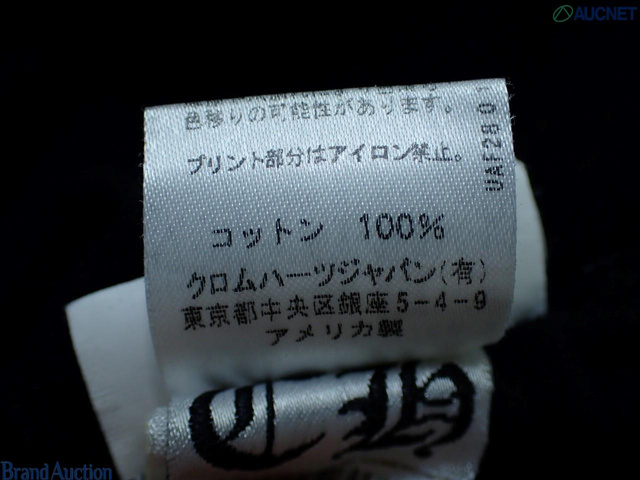 AUCNET
色移りの可能性があります。
プリント部分はアイロン禁止。
コットン 100%
クロムハーツジャパン(有)
東京都中央区銀座5-4-9
アメリカ製
CH
Brand Auction